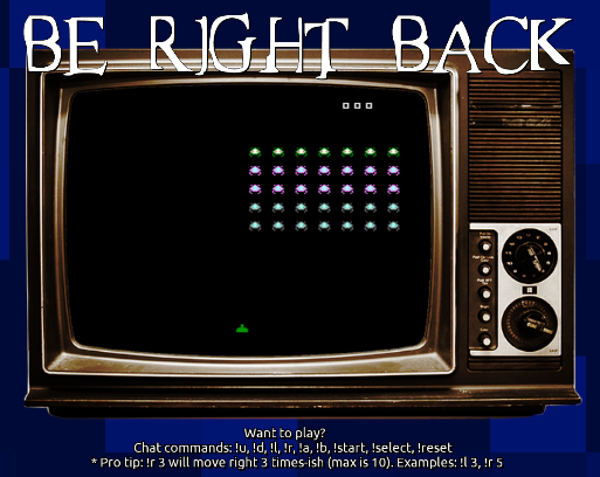 BE RIGHT BACK
000
Want to play?
Chat commands: !u, !d, !l, !r, !a, !b, !start, !select, !reset
* Pro tip: !r 3 will move right 3 times-ish (max is 10). Examples: !l 3, !r 5